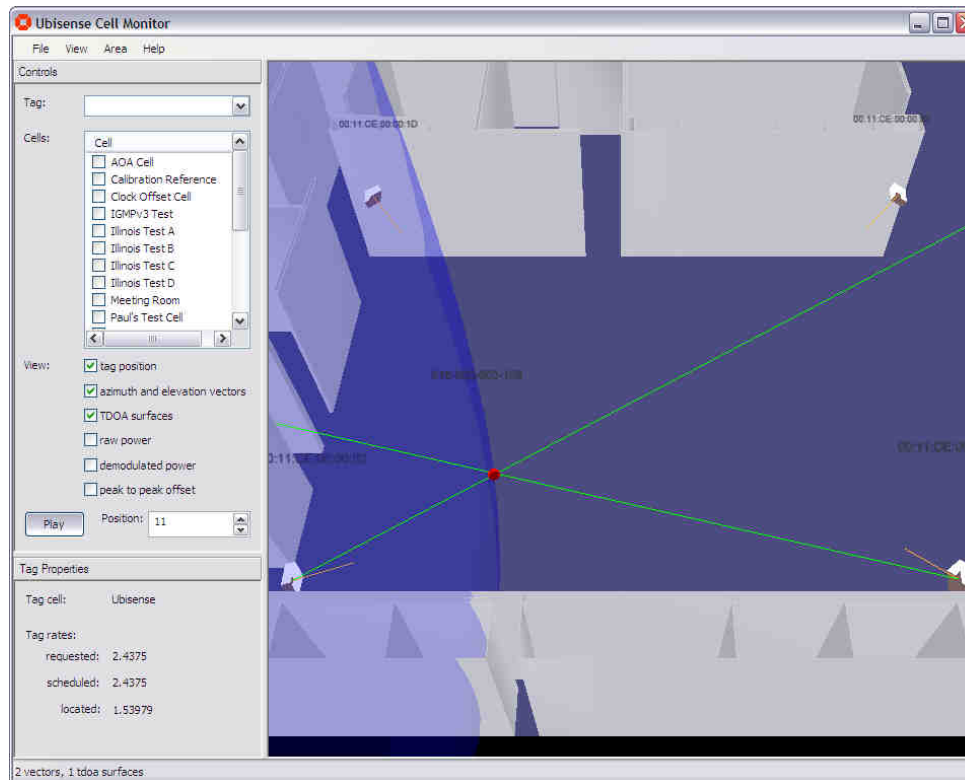 Ubisense Cell Monitor
File View Area Help
Controls
Tag:
Cells:
Cell
AOA Cell
Calibration Reference
Clock Offset Cell
IGMPv3 Test
Illinois Test A
Illinois Test B
Illinois Test C
Illinois Test D
Meeting Room
Paul's Test Cell
View:
tag position
azimuth and elevation vectors
TDOA surfaces
raw power
demodulated power
peak to peak offset
Play
Position: 11
Tag Properties
Tag cell: Ubisense
Tag rates:
requested: 2.4375
scheduled: 2.4375
located: 1.53979
00:11:CE:00:00:1D
2 vectors, 1 tdoa surfaces